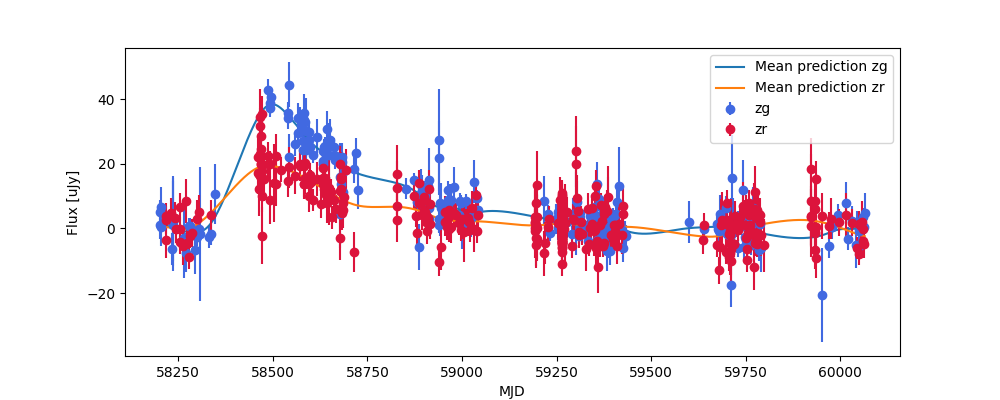 Mean prediction zg
Mean prediction zr
zg
zr
Flux [uJy]
40
20
0
−20
58250 58500 58750 59000 59250 59500 59750 60000
MJD